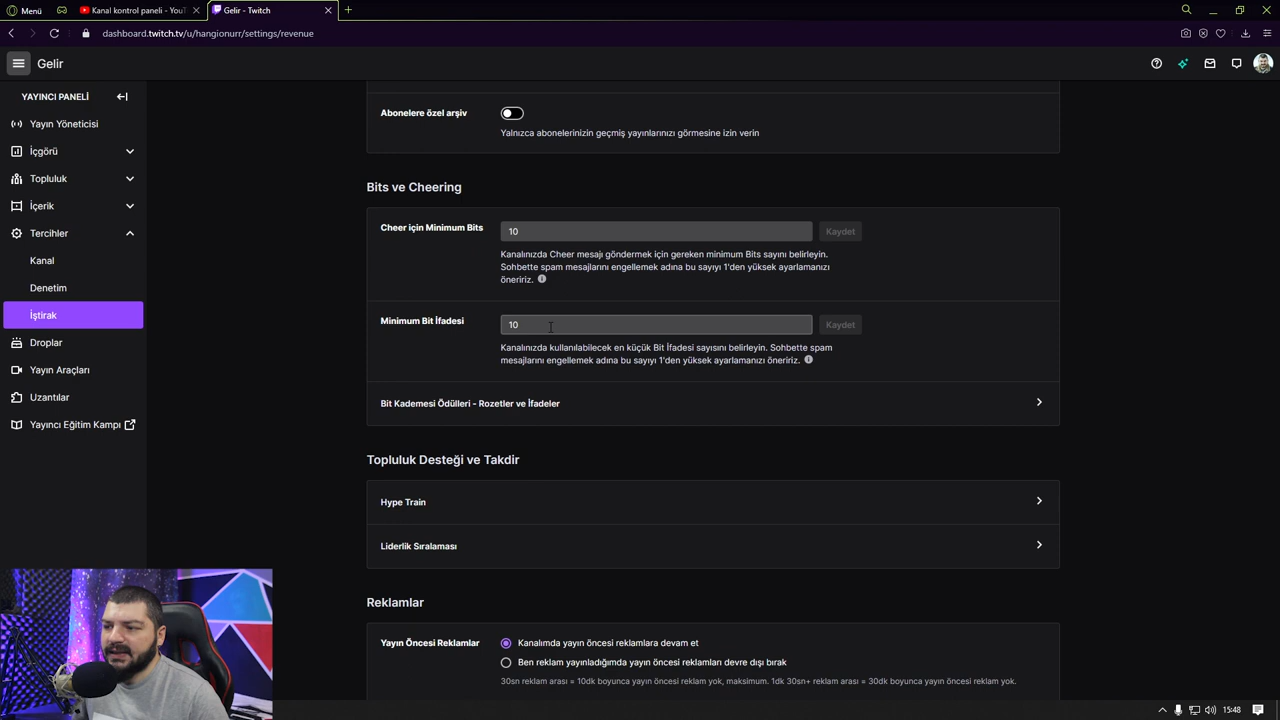 Menü
Kanal kontrol paneli - YouT
Gelir - Twitch
dashboard.twitch.tv/u/hangionurr/settings/revenue
Gelir
YAYINCI PANELİ
Yayın Yöneticisi
İçgörü
Topluluk
İçerik
Tercihler
Kanal
Denetim
İştirak
Droplar
Yayın Araçları
Uzantılar
Yayıncı Eğitim Kampı
Abonelere özel arşiv
Yalnızca abonelerinizin geçmiş yayınlarınızı görmesine izin verin
Bits ve Cheering
Cheer için Minimum Bits
10
Kaydet
Kanalınızda Cheer mesajı göndermek için gereken minimum Bits sayını belirleyin.
Sohbette spam mesajlarını engellemek adına bu sayıyı 1'den yüksek ayarlamanızı
öneririz.
Minimum Bit İfadesi
10
Kaydet
Kanalınızda kullanılabilecek en küçük Bit İfadesi sayısını belirleyin. Sohbette spam
mesajlarını engellemek adına bu sayıyı 1'den yüksek ayarlamanızı öneririz.
Bit Kademesi Ödülleri - Rozetler ve İfadeler
Topluluk Desteği ve Takdir
Hype Train
Liderlik Sıralaması
Reklamlar
Yayın Öncesi Reklamlar
Kanalımda yayın öncesi reklamlara devam et
Ben reklam yayınladığımda yayın öncesi reklamları devre dışı bırak
30sn reklam arası = 10dk boyunca yayın öncesi reklam yok, maksimum. 1dk 30sn+ reklam arası = 30dk boyunca yayın öncesi reklam yok.
15:48